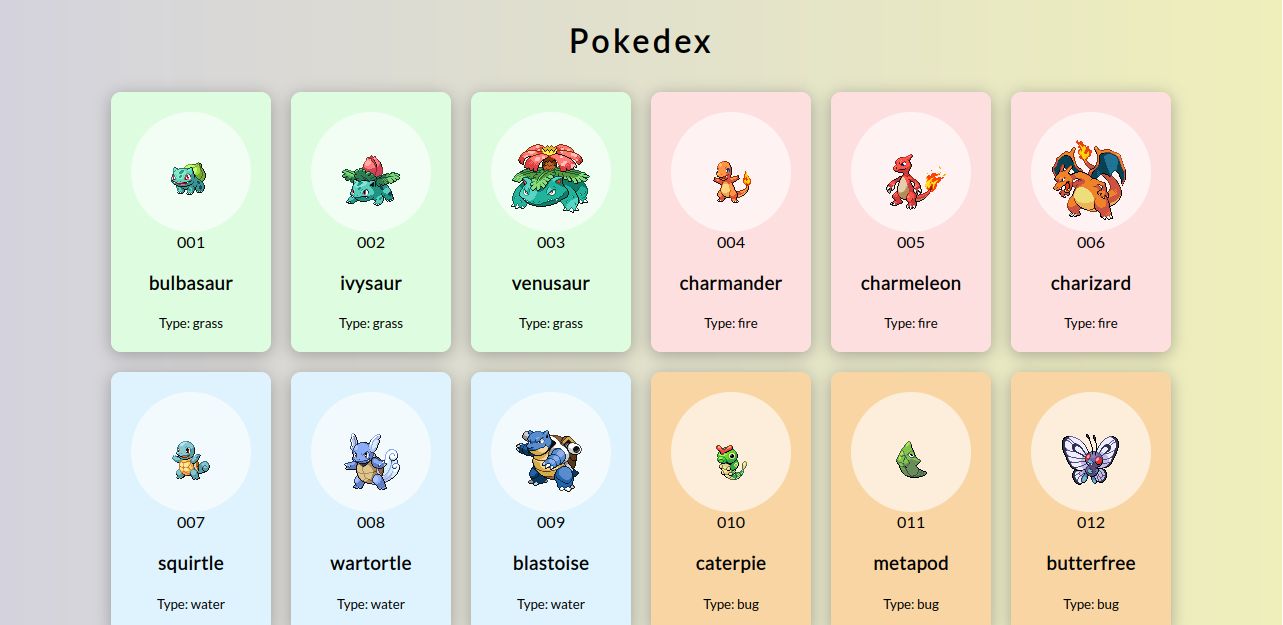 Pokedex
001 002 003 004 005 006
bulbasaur ivysaur venusaur charmander charmeleon charizard
Type: grass Type: grass Type: grass Type: fire Type: fire Type: fire
007 008 009 010 011 012
squirtle wartortle blastoise caterpie metapod butterfree
Type: water Type: water Type: water Type: bug Type: bug Type: bug